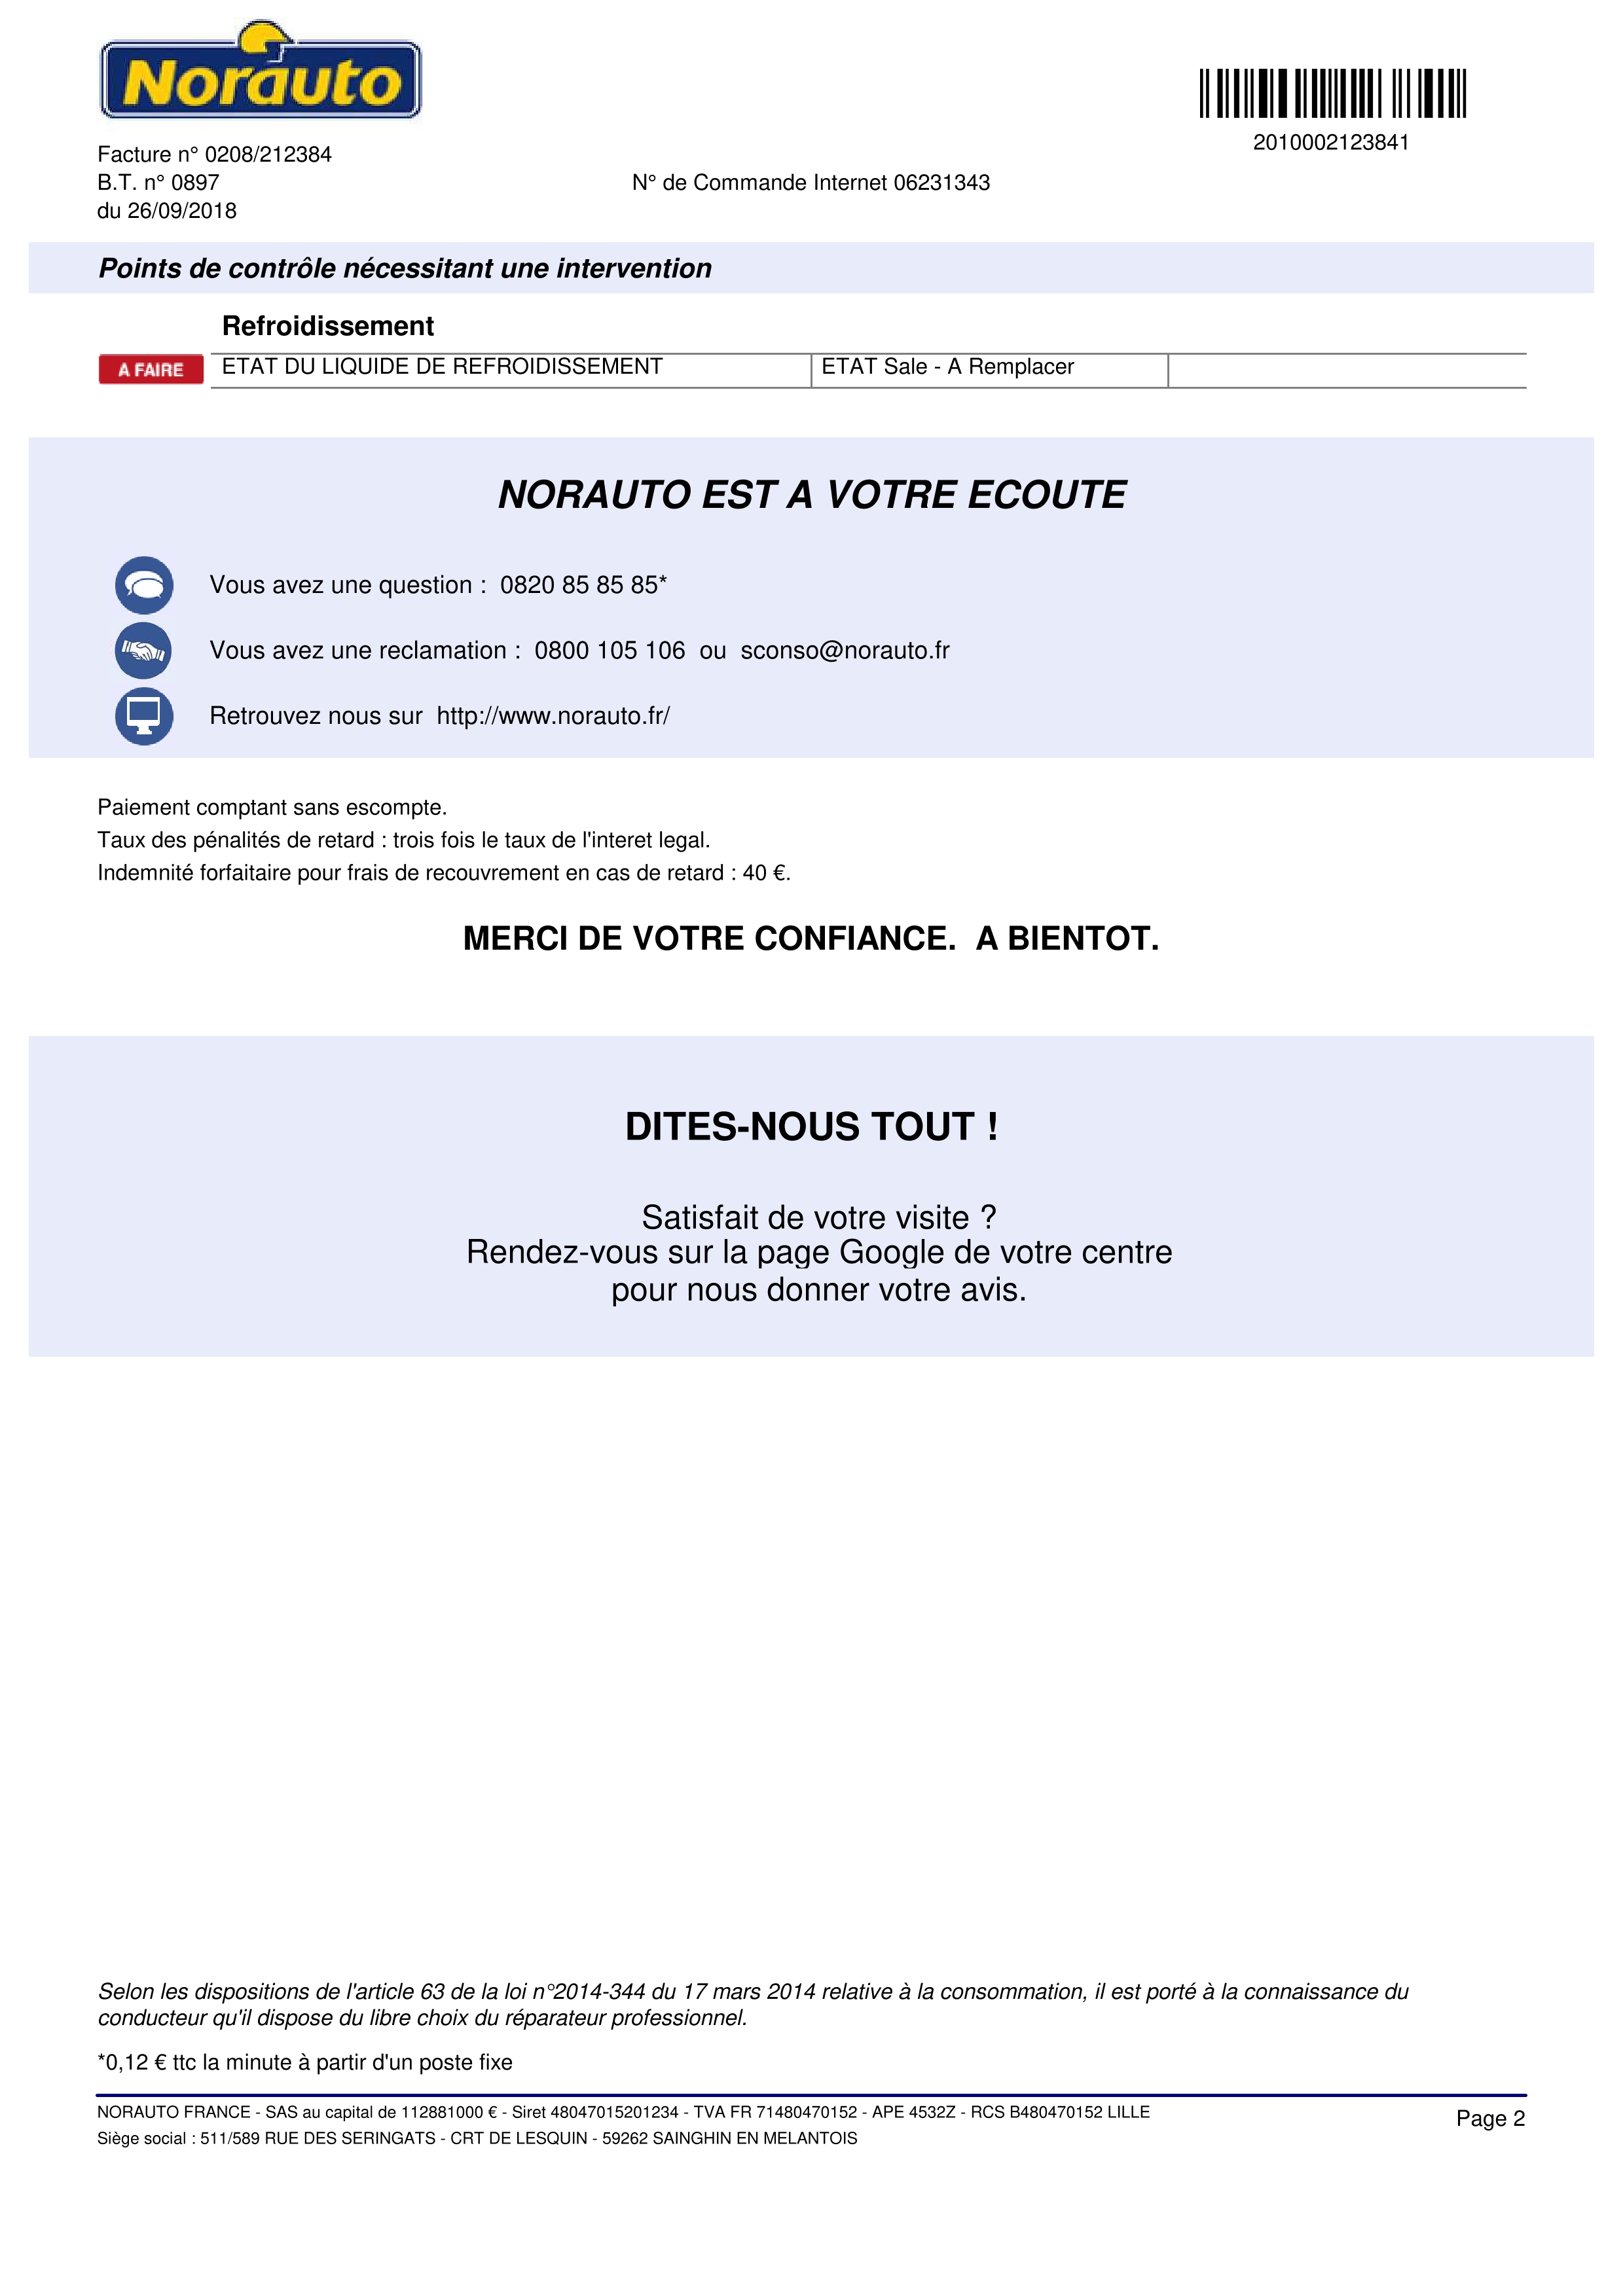 Norauto
2010002123841
Facture n° 0208/212384
B.T. n° 0897
N° de Commande Internet 06231343
du 26/09/2018
Points de contrôle nécessitant une intervention
Refroidissement
A FAIRE ETAT DU LIQUIDE DE REFROIDISSEMENT ETAT Sale - A Remplacer
NORAUTO EST A VOTRE ECOUTE
Vous avez une question : 0820 85 85 85*
Vous avez une reclamation : 0800 105 106 ou sconso@norauto.fr
Retrouvez nous sur http://www.norauto.fr/
Paiement comptant sans escompte.
Taux des pénalités de retard : trois fois le taux de l'interet legal.
Indemnité forfaitaire pour frais de recouvrement en cas de retard : 40 €.
MERCI DE VOTRE CONFIANCE. A BIENTOT.
DITES-NOUS TOUT !
Satisfait de votre visite ?
Rendez-vous sur la page Google de votre centre
pour nous donner votre avis.
Selon les dispositions de l'article 63 de la loi n°2014-344 du 17 mars 2014 relative à la consommation, il est porté à la connaissance du
conducteur qu'il dispose du libre choix du réparateur professionnel.
*0,12 € ttc la minute à partir d'un poste fixe
NORAUTO FRANCE - SAS au capital de 112881000 € - Siret 48047015201234 - TVA FR 71480470152 - APE 4532Z - RCS B480470152 LILLE
Page 2
Siège social : 511/589 RUE DES SERINGATS - CRT DE LESQUIN - 59262 SAINGHIN EN MELANTOIS